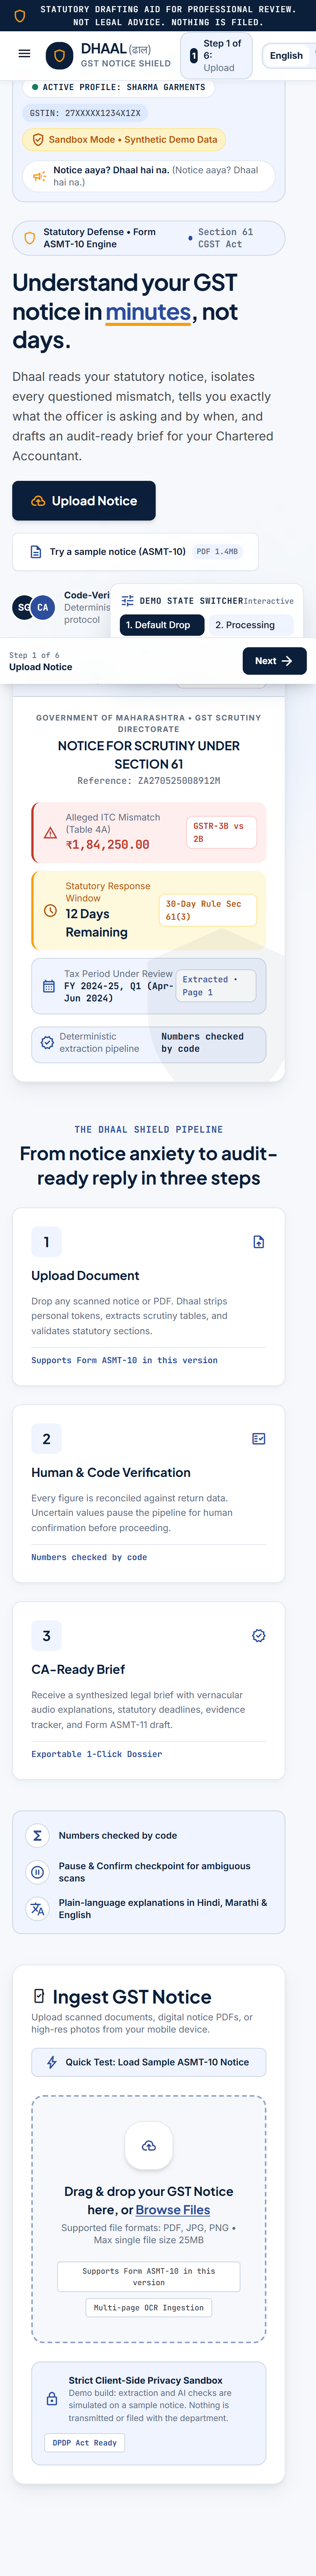 STATUTORY DRAFTING AID FOR PROFESSIONAL REVIEW.
NOT LEGAL ADVICE. NOTHING IS FILED.
DHAAL (ढाल)
GST NOTICE SHIELD
1
Step 1 of
6:
Upload
English
ACTIVE PROFILE: SHARMA GARMENTS
GSTIN: 27XXXXX1234X1ZX
Sandbox Mode • Synthetic Demo Data
Notice aaya? Dhaal hai na. (Notice aaya? Dhaal
hai na.)
Statutory Defense • Form
ASMT-10 Engine
• Section 61
CGST Act
Understand your GST
notice in minutes, not
days.
Dhaal reads your statutory notice, isolates
every questioned mismatch, tells you exactly
what the officer is asking and by when, and
drafts an audit-ready brief for your Chartered
Accountant.
Upload Notice
Try a sample notice (ASMT-10) PDF 1.4MB
CA
Code-Veri
Determinis
protocol
DEMO STATE SWITCHER Interactive
1. Default Drop
2. Processing
Step 1 of 6
Upload Notice
Next →
GOVERNMENT OF MAHARASHTRA • GST SCRUTINY
DIRECTORATE
NOTICE FOR SCRUTINY UNDER
SECTION 61
Reference: ZA270525008912M
Alleged ITC Mismatch
(Table 4A)
₹1,84,250.00
GSTR-3B vs
2B
Statutory Response
Window
12 Days
Remaining
30-Day Rule Sec
61(3)
Tax Period Under Review
FY 2024-25, Q1 (Apr-
Jun 2024)
Extracted •
Page 1
Deterministic
extraction pipeline
Numbers checked
by code
THE DHAAL SHIELD PIPELINE
From notice anxiety to audit-
ready reply in three steps
1
Upload Document
Drop any scanned notice or PDF. Dhaal strips
personal tokens, extracts scrutiny tables, and
validates statutory sections.
Supports Form ASMT-10 in this version
2
Human & Code Verification
Every figure is reconciled against return data.
Uncertain values pause the pipeline for human
confirmation before proceeding.
Numbers checked by code
3
CA-Ready Brief
Receive a synthesized legal brief with vernacular
audio explanations, statutory deadlines, evidence
tracker, and Form ASMT-11 draft.
Exportable 1-Click Dossier
Numbers checked by code
Pause & Confirm checkpoint for ambiguous
scans
Plain-language explanations in Hindi, Marathi &
English
Ingest GST Notice
Upload scanned documents, digital notice PDFs, or
high-res photos from your mobile device.
Quick Test: Load Sample ASMT-10 Notice
Drag & drop your GST Notice
here, or Browse Files
Supported file formats: PDF, JPG, PNG •
Max single file size 25MB
Supports Form ASMT-10 in this
version
Multi-page OCR Ingestion
Strict Client-Side Privacy Sandbox
Demo build: extraction and AI checks are
simulated on a sample notice. Nothing is
transmitted or filed with the department.
DPDP Act Ready